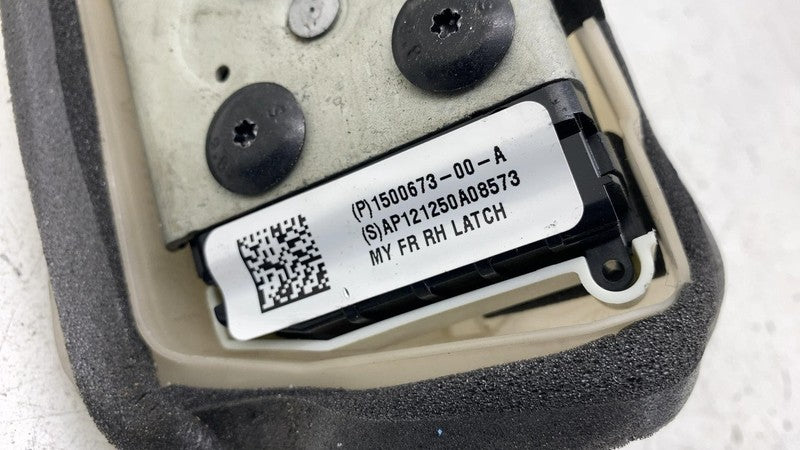 (P)1500673-00-A
(S)AP121250A08573
MY FR RH LATCH